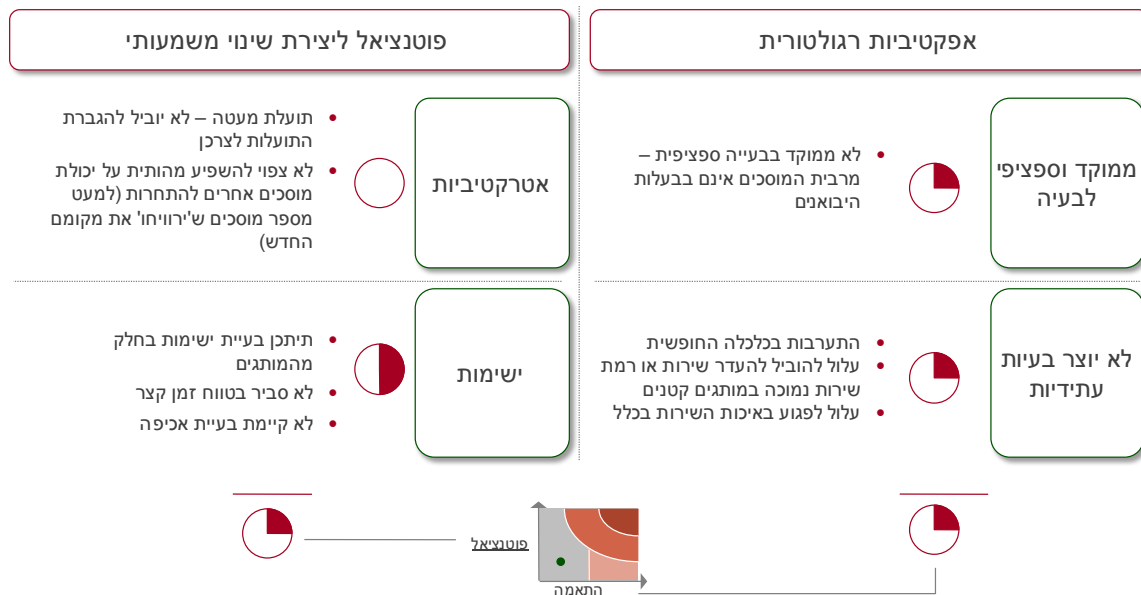 אפקטיביות רגולטורית
ממוקד וספציפי
לבעיה
לא ממוקד בבעייה ספציפית –
מרבית המוסכים אינם בבעלות
היבואנים
לא יוצר בעיות
עתידיות
התערבות בכלכלה החופשית
עלול להוביל להעדר שירות או רמת
שירות נמוכה במותגים קטנים
עלול לפגוע באיכות השירות בכלל
פוטנציאל ליצירת שינוי משמעותי
אטרקטיביות
תועלת מעטה – לא יוביל להגברת
התועלות לצרכן
לא צפוי להשפיע מהותית על יכולת
מוסכים אחרים להתחרות (למעט
מספר מוסכים ש'ירוויחו' את מקומם
החדש)
ישימות
תיתכן בעיית ישימות בחלק
מהמותגים
לא סביר בטווח זמן קצר
לא קיימת בעיית אכיפה
פוטנציאל
התאמה